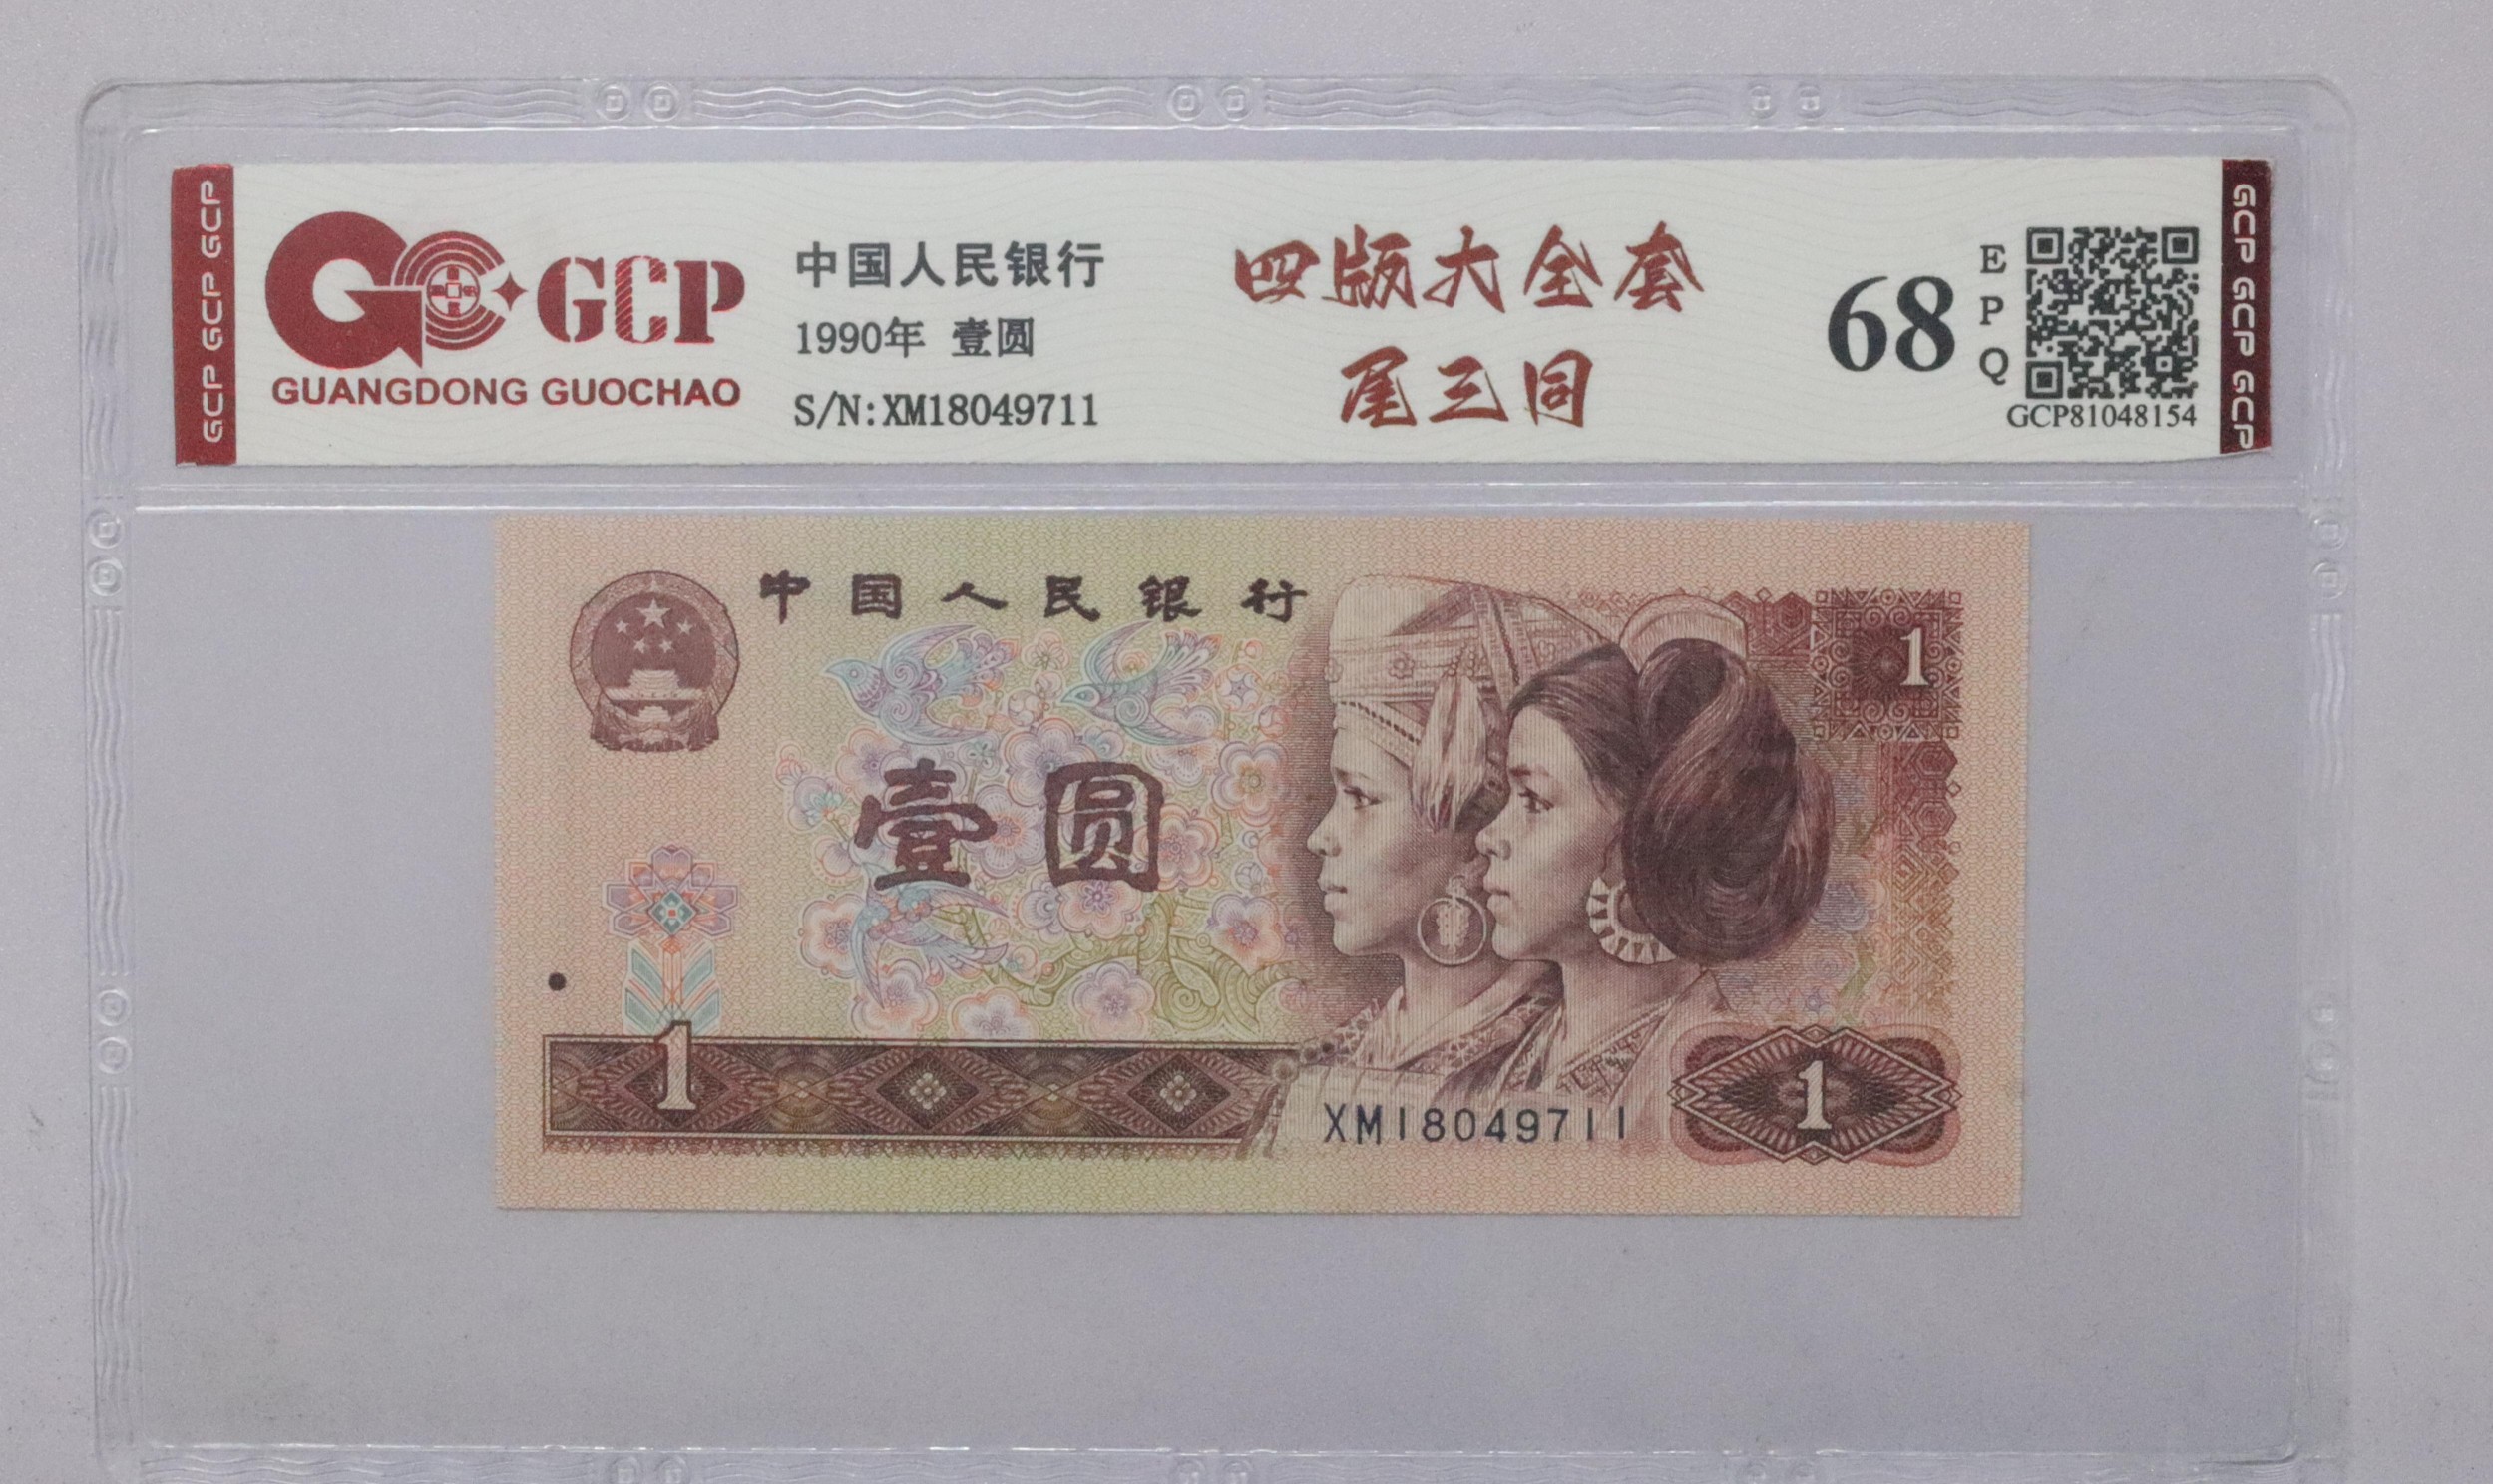 GCP GCP GCP
GCP
GUANGDONG GUOCHAO
中国人民银行
1990年 壹圆
S/N:XM18049711
四版大全套
尾三同
68
EPQ
GCP81048154
GCP GCP GCP
中国人民银行
1
壹圆
1
XM18049711
1